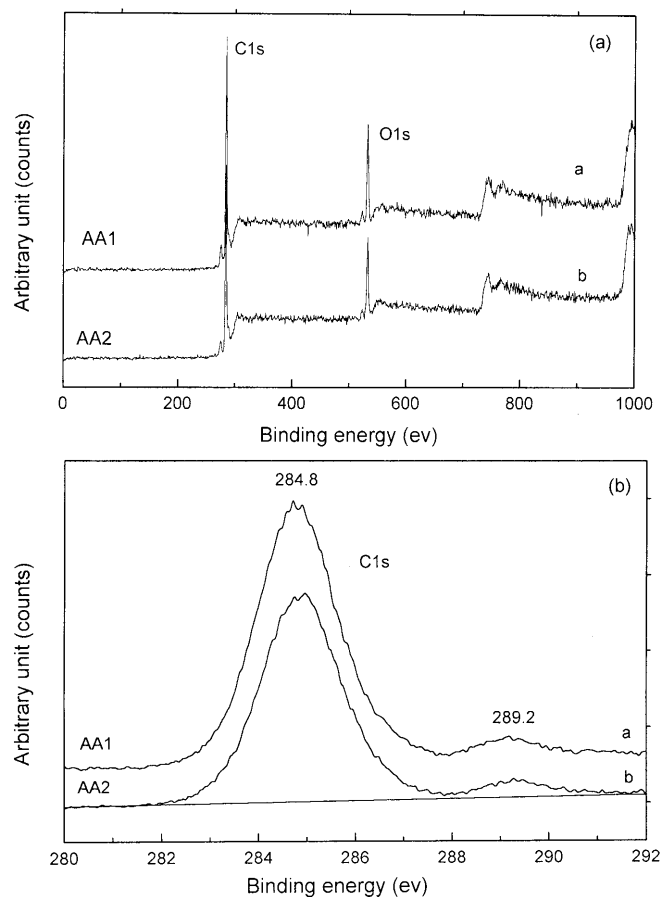 (a)
C1s
O1s
a
AA1
b
AA2
Arbitrary unit (counts)
0 200 400 600 800 1000
Binding energy (ev)
284.8
(b)
C1s
289.2
AA1
a
AA2
b
Arbitrary unit (counts)
280 282 284 286 288 290 292
Binding energy (ev)